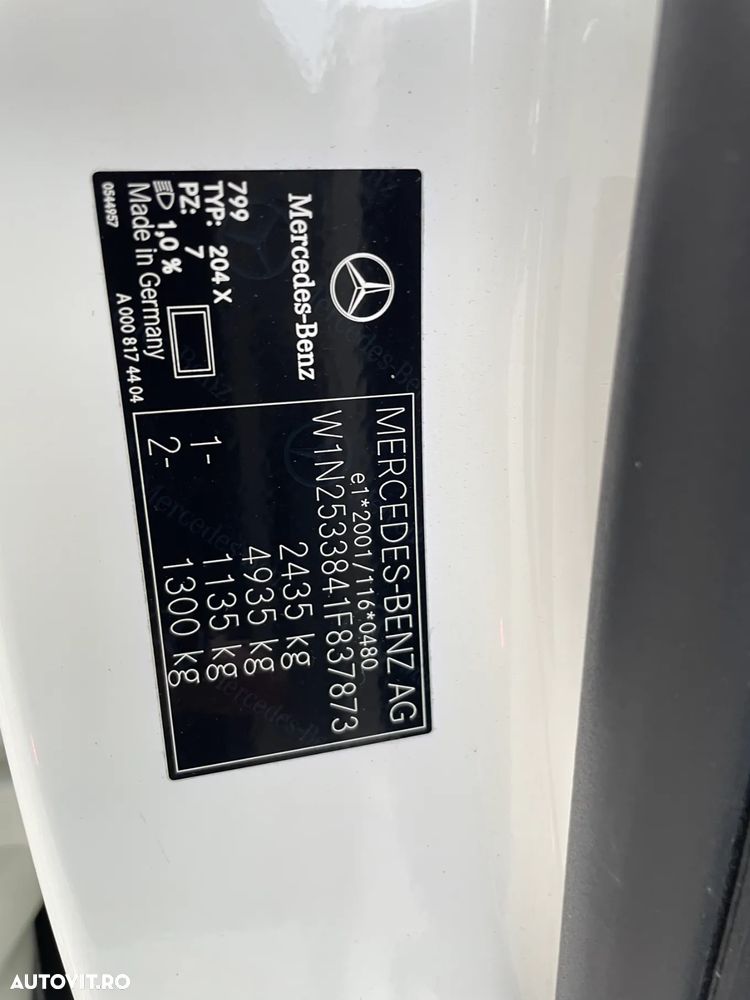 Mercedes-Benz
799
TYP: 204 X
PZ: 7
1,0 %
Made in Germany
0544957
A 000 817 44 04
MERCEDES-BENZ AG
e1*2001/116*0480
W1N2533841F837873
2435 kg
4935 kg
1- 1135 kg
2- 1300 kg
AUTOVIT.RO